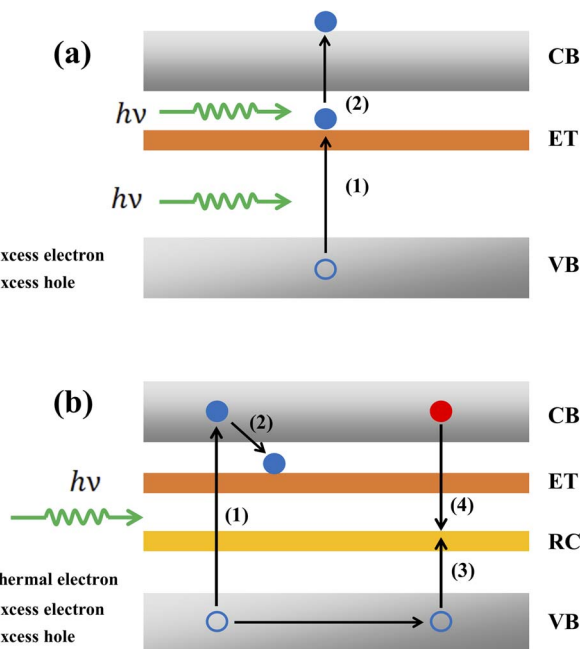 (a)
CB
(2)
hν
ET
(1)
hν
xcess electron
VB
xcess hole
(b)
CB
(2)
hν
ET
(1)
(4)
RC
hermal electron
(3)
xcess electron
VB
xcess hole